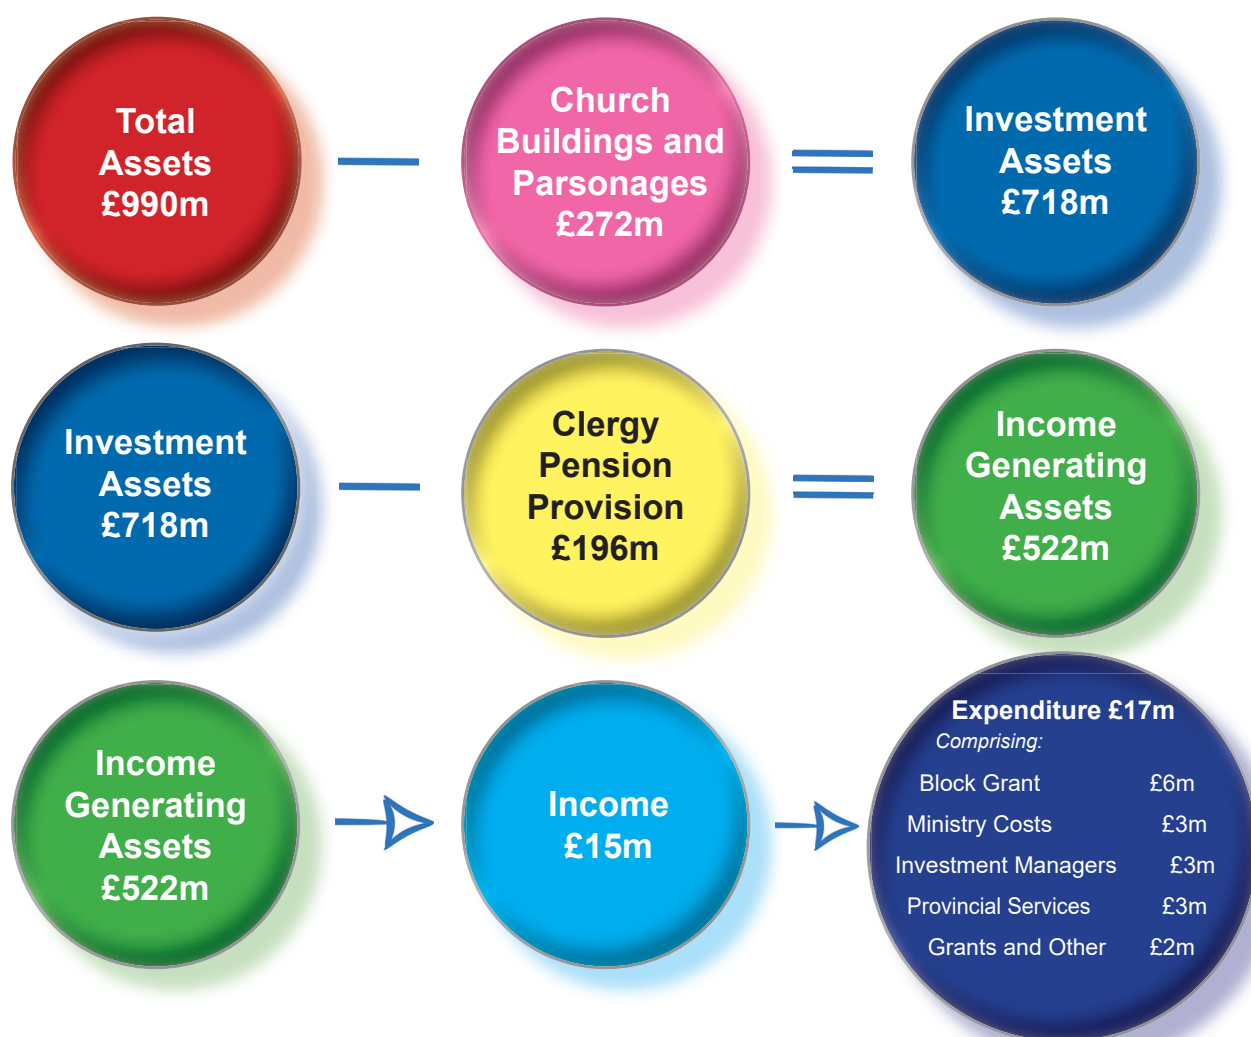 Total
Assets
£990m
Church
Buildings and
Parsonages
£272m
Investment
Assets
£718m
Investment
Assets
£718m
Clergy
Pension
Provision
£196m
Income
Generating
Assets
£522m
Income
Generating
Assets
£522m
Income
£15m
Expenditure £17m
Comprising:
Block Grant £6m
Ministry Costs £3m
Investment Managers £3m
Provincial Services £3m
Grants and Other £2m